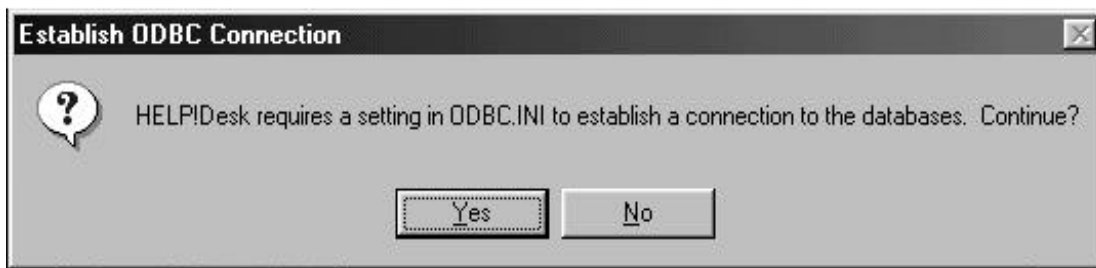 Establish ODBC Connection
HELP!Desk requires a setting in ODBC.INI to establish a connection to the databases. Continue?
Yes
No